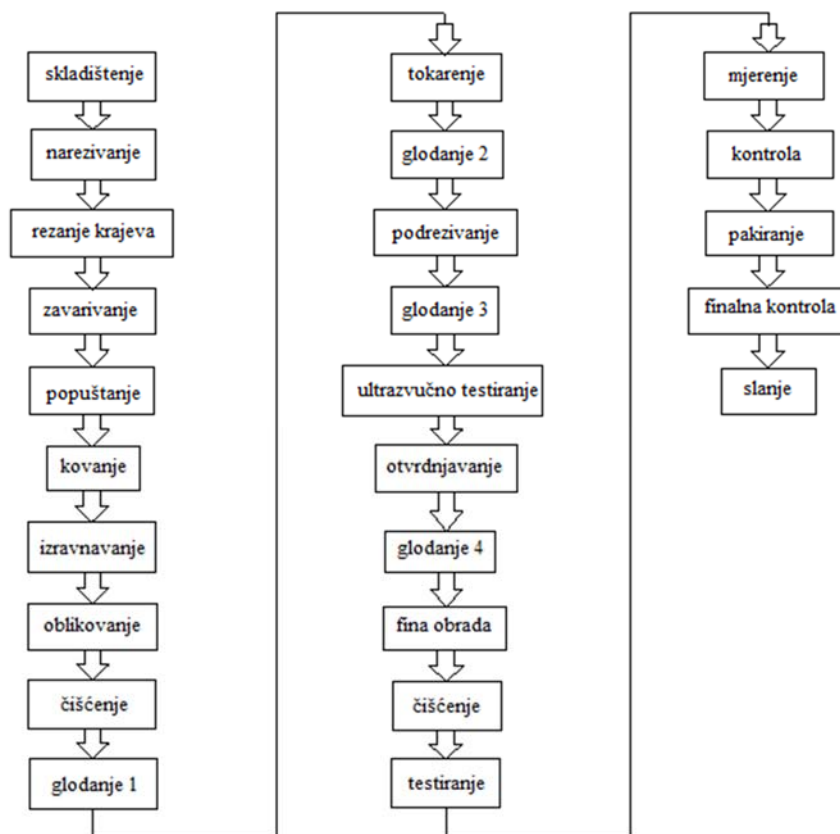 skladištenje
narezivanje
rezanje krajeva
zavarivanje
popuštanje
kovanje
izravnavanje
oblikovanje
čišćenje
glodanje 1
tokarenje
glodanje 2
podrezivanje
glodanje 3
ultrazvučno testiranje
otvrdnjavanje
glodanje 4
fina obrada
čišćenje
testiranje
mjerenje
kontrola
pakiranje
finalna kontrola
slanje